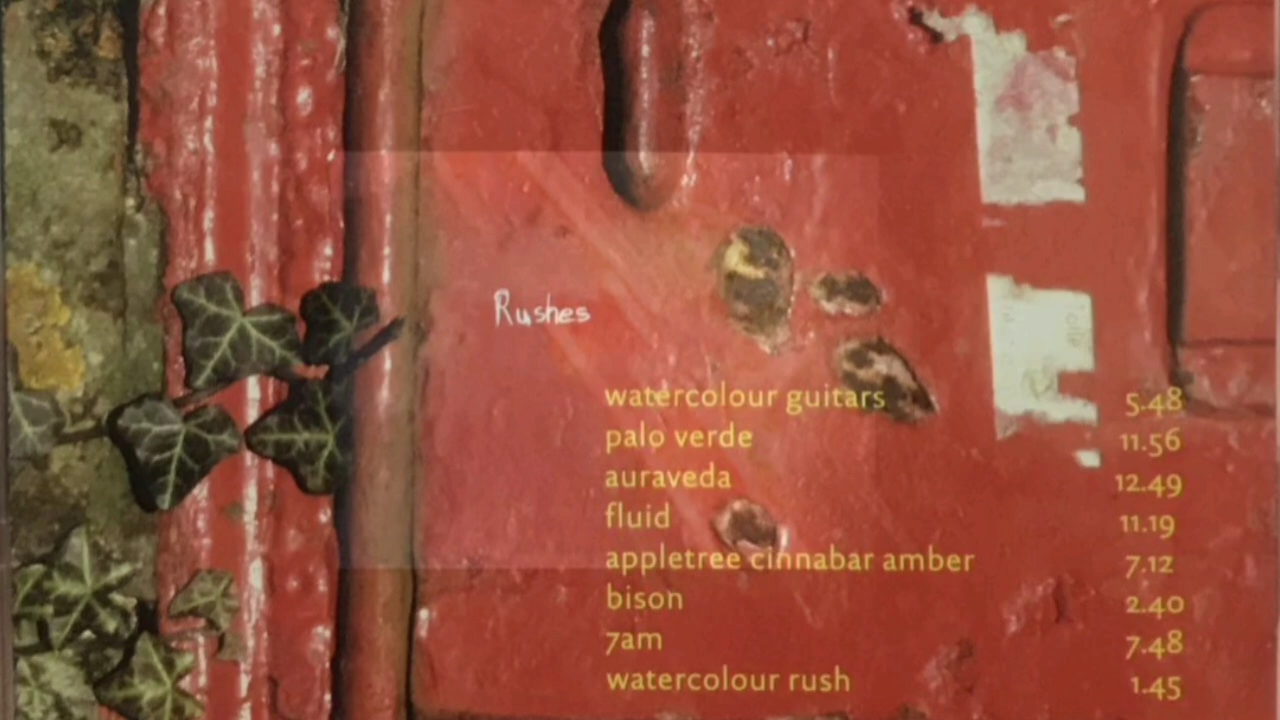 Rushes
watercolour guitars 5.48
palo verde 11.56
auraveda 12.49
fluid 11.19
appletree cinnabar amber 7.12
bison 2.40
7am 7.48
watercolour rush 1.45